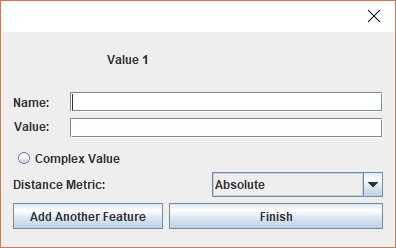 Value 1
Name:
Value:
Complex Value
Distance Metric: Absolute
Add Another Feature Finish